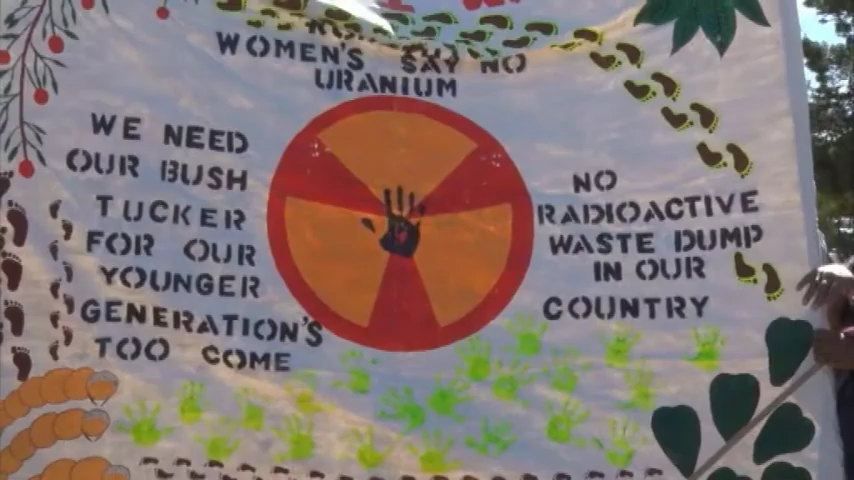 WOMEN'S SAY NO
URANIUM
WE NEED
OUR BUSH
TUCKER
FOR OUR
YOUNGER
GENERATION'S
TOO COME
NO
RADIOACTIVE
WASTE DUMP
IN OUR
COUNTRY